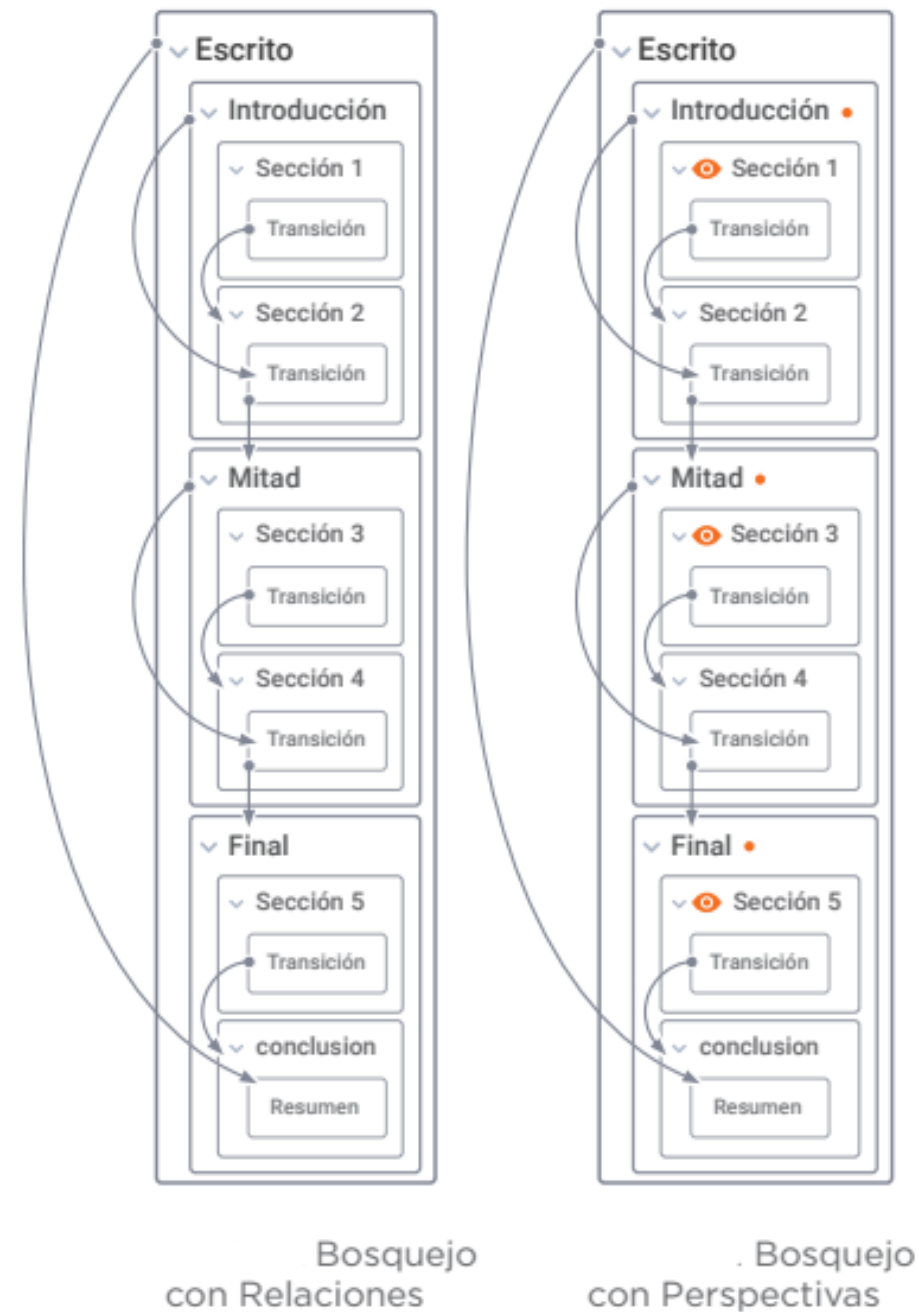 Escrito
Introducción
Sección 1
Transición
Sección 2
Transición
Mitad
Sección 3
Transición
Sección 4
Transición
Final
Sección 5
Transición
conclusion
Resumen
Bosquejo
con Relaciones
Escrito
Introducción
Sección 1
Transición
Sección 2
Transición
Mitad
Sección 3
Transición
Sección 4
Transición
Final
Sección 5
Transición
conclusion
Resumen
. Bosquejo
con Perspectivas